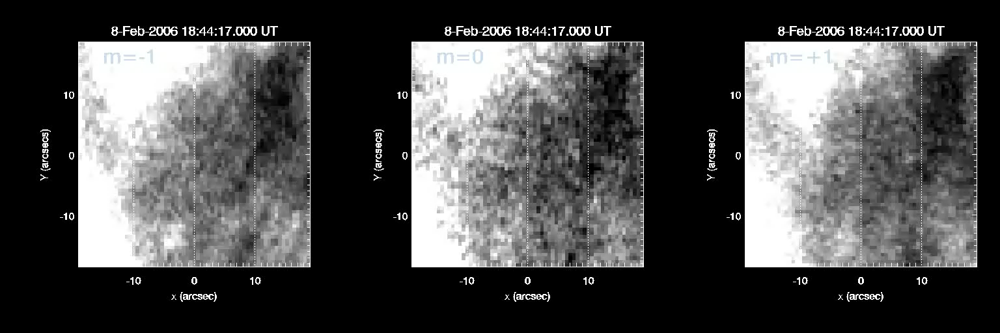 8-Feb-2006 18:44:17.000 UT
m=-1
10
0
-10
Y (arcsecs)
-10 0 10
x (arcsec)
8-Feb-2006 18:44:17.000 UT
m=0
10
0
-10
Y (arcsecs)
-10 0 10
x (arcsec)
8-Feb-2006 18:44:17.000 UT
m=+1
10
0
-10
Y (arcsecs)
-10 0 10
x (arcsec)